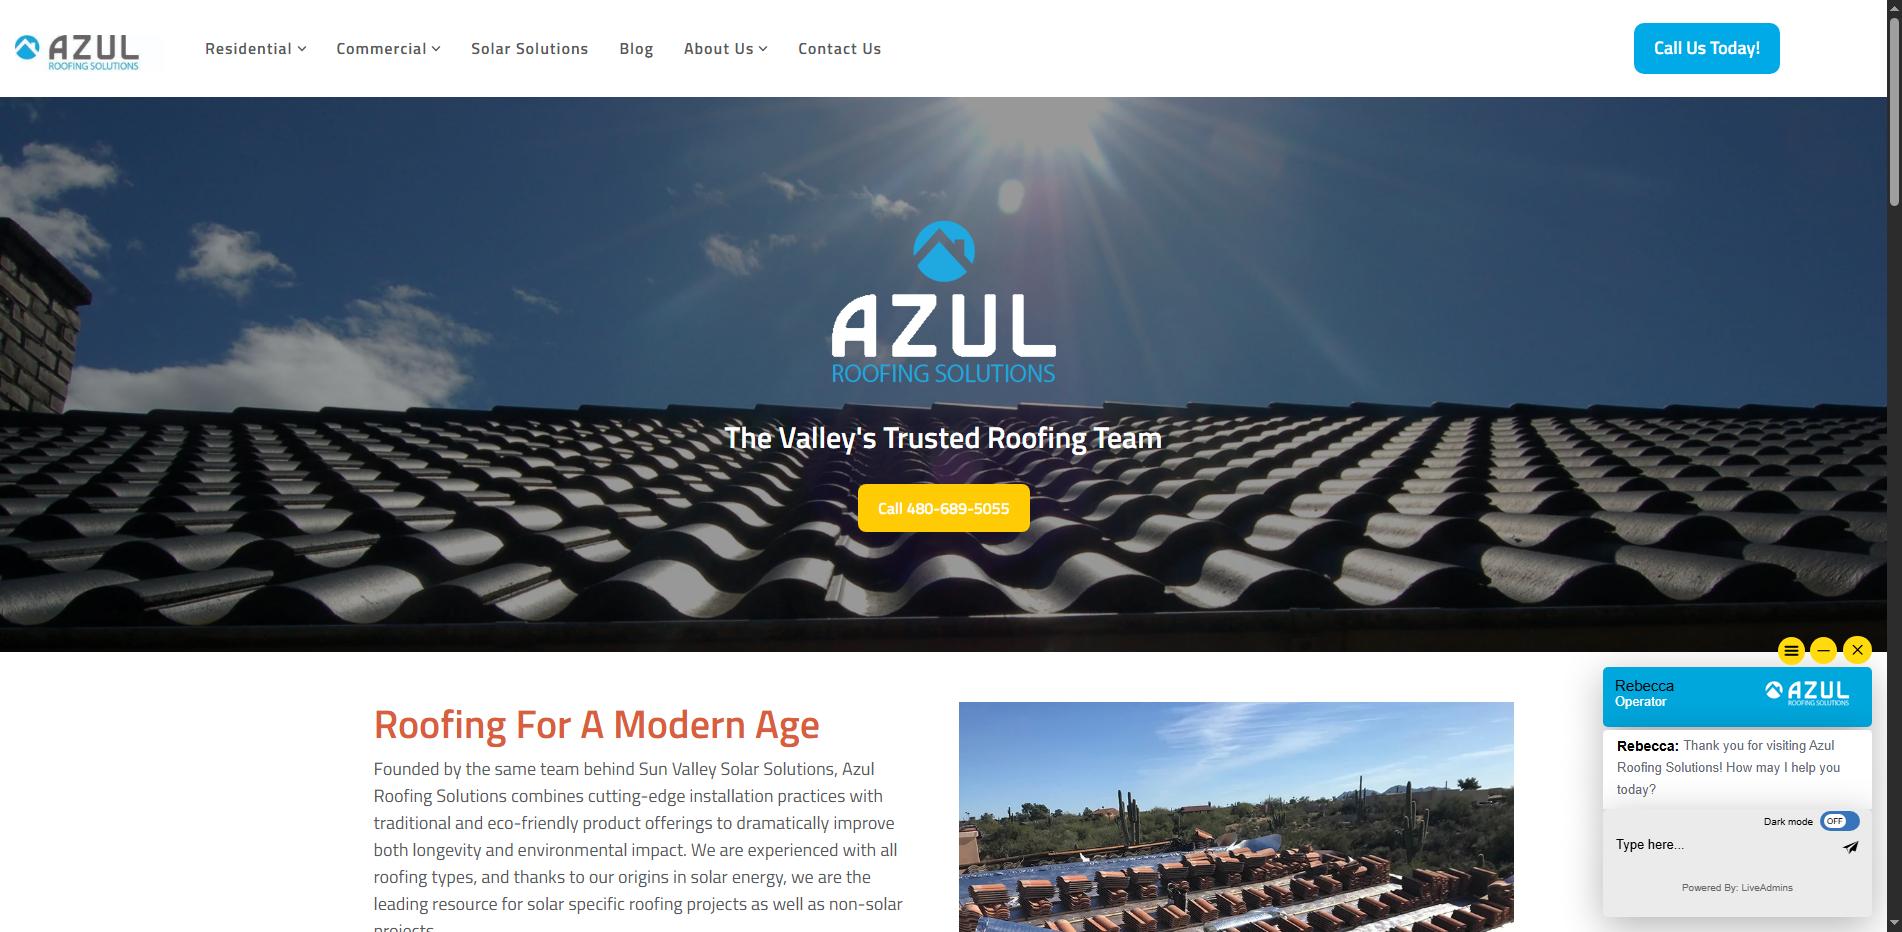 AZUL
ROOFING SOLUTIONS
Residential
Commercial
Solar Solutions
Blog
About Us
Contact Us
Call Us Today!
AZUL
ROOFING SOLUTIONS
The Valley's Trusted Roofing Team
Call 480-689-5055
Roofing For A Modern Age
Founded by the same team behind Sun Valley Solar Solutions, Azul
Roofing Solutions combines cutting-edge installation practices with
traditional and eco-friendly product offerings to dramatically improve
both longevity and environmental impact. We are experienced with all
roofing types, and thanks to our origins in solar energy, we are the
leading resource for solar specific roofing projects as well as non-solar
projects.
Rebecca
Operator
AZUL
ROOFING SOLUTIONS
Rebecca: Thank you for visiting Azul
Roofing Solutions! How may I help you
today?
Dark mode OFF
Type here...
Powered By: LiveAdmins